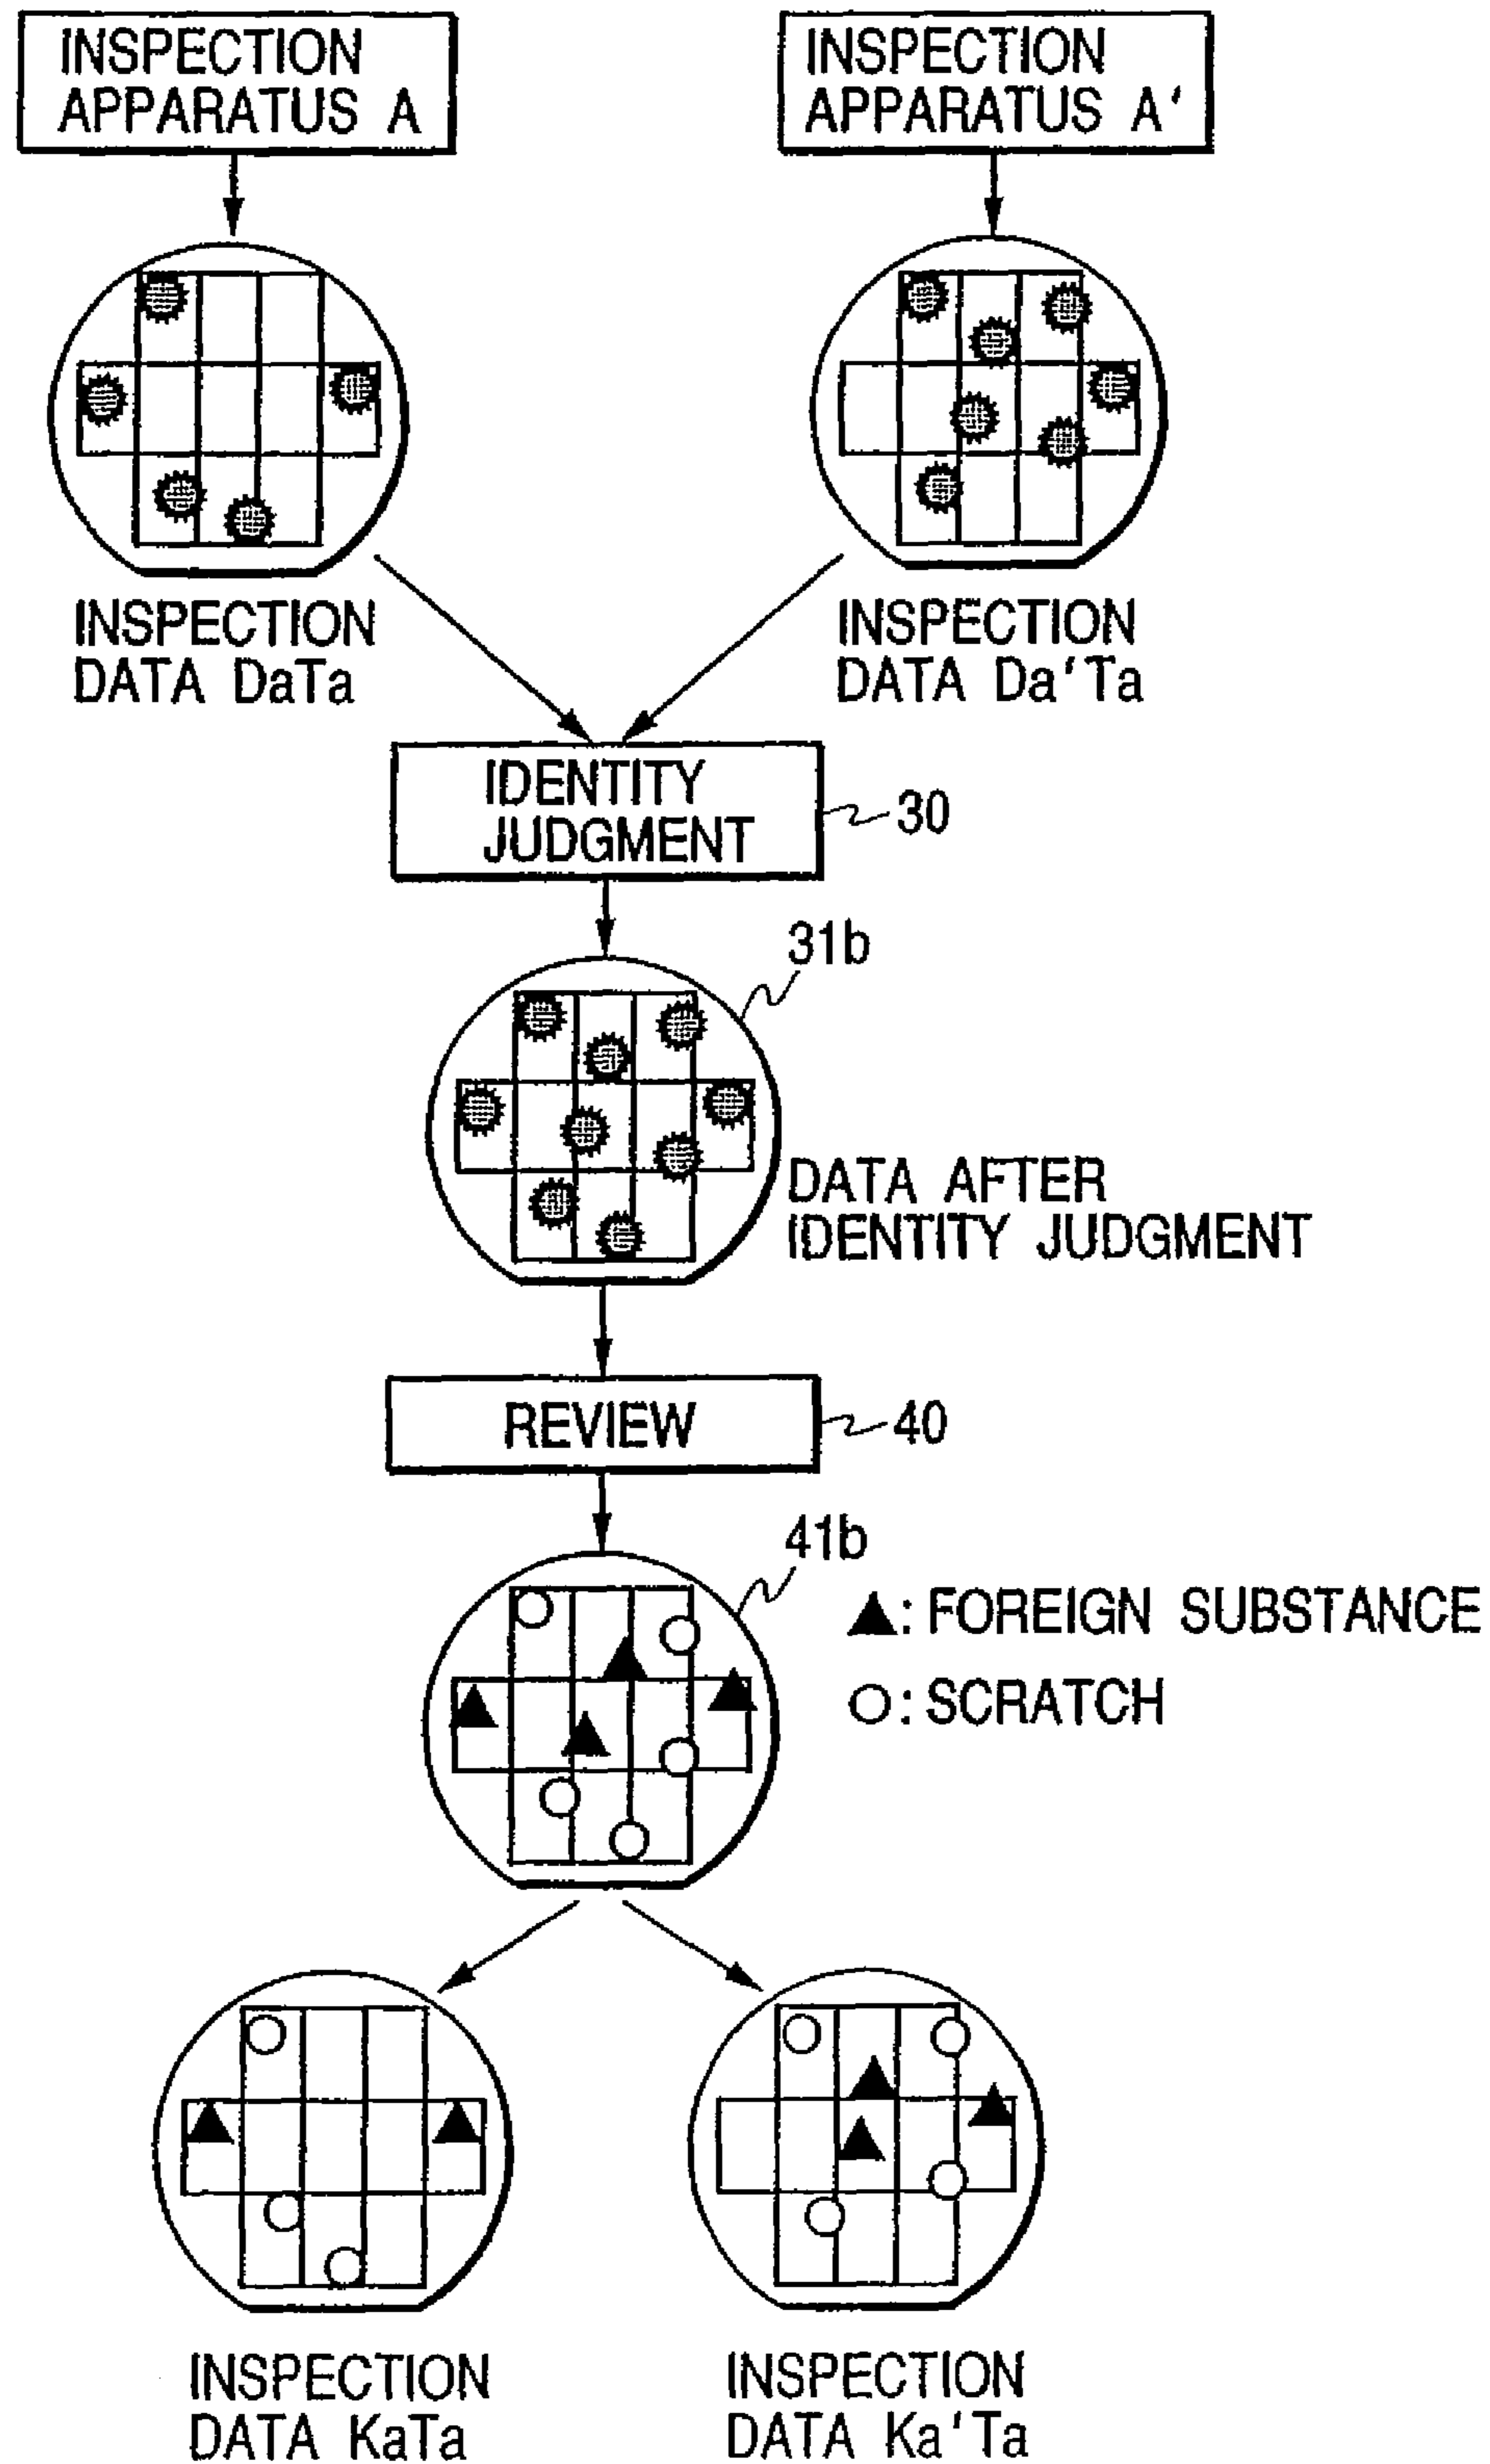 INSPECTION
APPARATUS A
INSPECTION
APPARATUS A'
INSPECTION
DATA DaTa
INSPECTION
DATA Da'Ta
IDENTITY
JUDGMENT
30
31b
DATA AFTER
IDENTITY JUDGMENT
REVIEW
40
41b
▲: FOREIGN SUBSTANCE
○: SCRATCH
INSPECTION
DATA KaTa
INSPECTION
DATA Ka'Ta